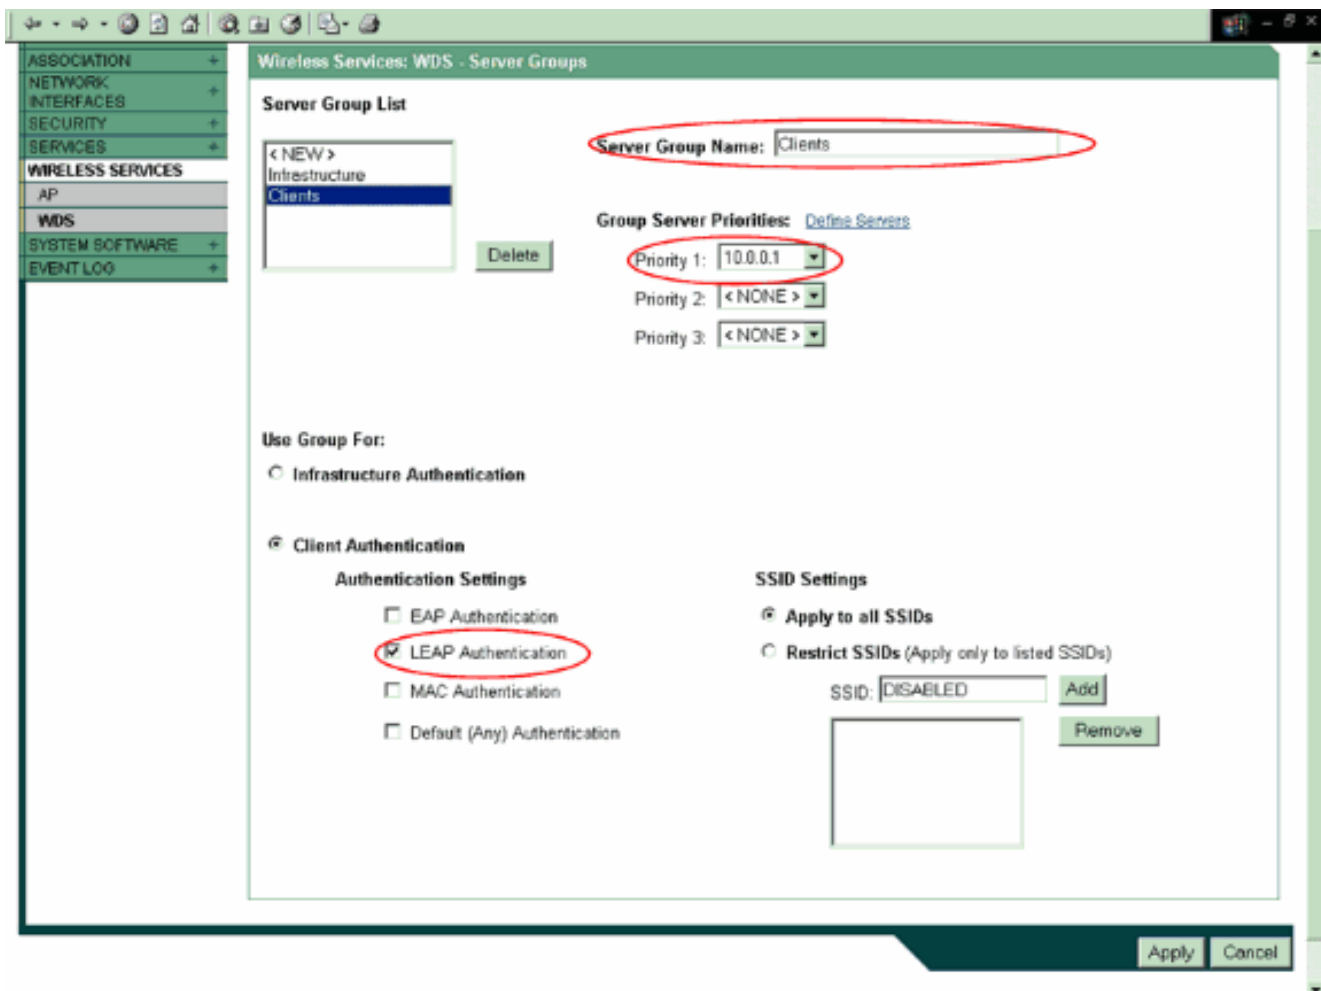 ASSOCIATION +
NETWORK
INTERFACES +
SECURITY +
SERVICES +
WIRELESS SERVICES
AP
WDS
SYSTEM SOFTWARE +
EVENT LOG +
Wireless Services: WDS - Server Groups
Server Group List
< NEW >
Infrastructure
Clients
Delete
Server Group Name: Clients
Group Server Priorities: Define Servers
Priority 1: 10.0.0.1
Priority 2: < NONE >
Priority 3: < NONE >
Use Group For:
Infrastructure Authentication
Client Authentication
Authentication Settings
EAP Authentication
LEAP Authentication
MAC Authentication
Default (Any) Authentication
SSID Settings
Apply to all SSIDs
Restrict SSIDs (Apply only to listed SSIDs)
SSID: DISABLED Add
Remove
Apply Cancel